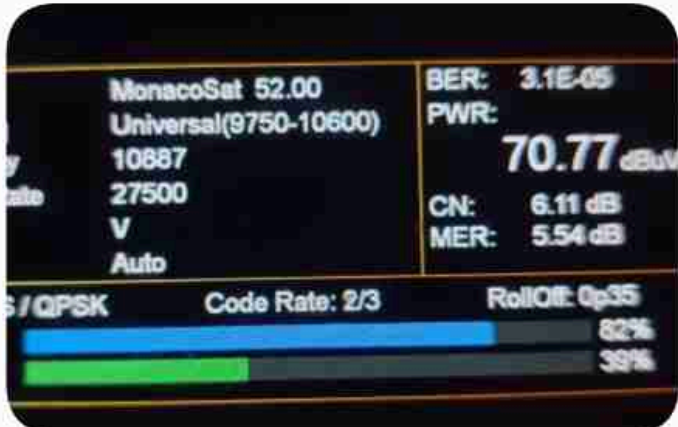 MonacoSat 52.00
Universal(9750-10600)
10887
27500
V
Auto
BER: 3.1E-05
PWR:
70.77 dBuV
CN: 6.11 dB
MER: 5.54 dB
S / QPSK Code Rate: 2/3 RollOff: 0p35
82%
39%